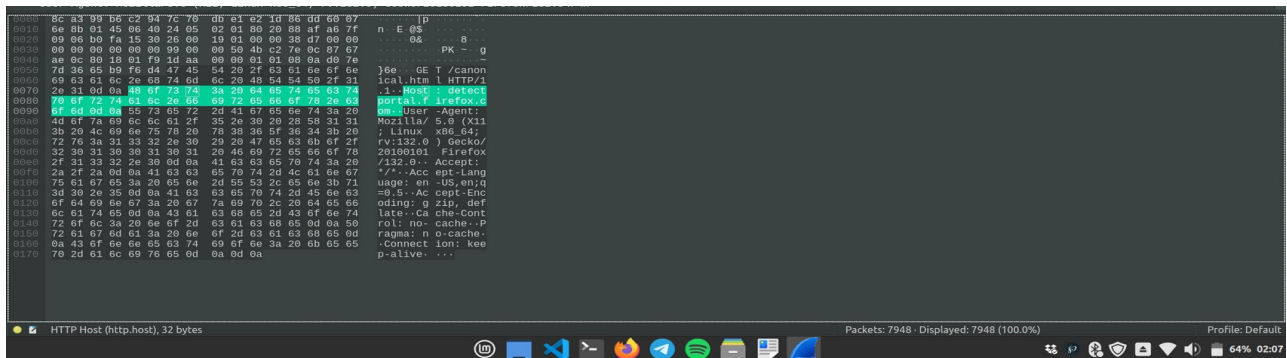 0000 8c a3 99 b6 c2 94 7c 70 db e1 e2 1d 86 dd 60 07 ······|p ······`·
0010 6e 8b 01 45 06 40 24 05 02 01 80 20 88 af a6 7f n··E·@$· ··· ····
0020 09 06 b0 fa 15 30 26 00 19 01 00 00 38 d7 00 00 ·····0&· ····8···
0030 00 00 00 00 00 00 99 00 00 50 4b c2 7e 0c 87 67 ········ ·PK·~··g
0040 ae 0c 80 18 01 f9 1d aa 00 00 01 01 08 0a d0 7e ········ ·······~
0050 7d 36 65 b9 f6 d4 47 45 54 20 2f 63 61 6e 6f 6e }6e···GE T /canon
0060 69 63 61 6c 2e 68 74 6d 6c 20 48 54 54 50 2f 31 ical.htm l HTTP/1
0070 2e 31 0d 0a 48 6f 73 74 3a 20 64 65 74 65 63 74 .1··Host : detect
0080 70 6f 72 74 61 6c 2e 66 69 72 65 66 6f 78 2e 63 portal.f irefox.c
0090 6f 6d 0d 0a 55 73 65 72 2d 41 67 65 6e 74 3a 20 om··User -Agent:
00a0 4d 6f 7a 69 6c 6c 61 2f 35 2e 30 20 28 58 31 31 Mozilla/ 5.0 (X11
00b0 3b 20 4c 69 6e 75 78 20 78 38 36 5f 36 34 3b 20 ; Linux x86_64;
00c0 72 76 3a 31 33 32 2e 30 29 20 47 65 63 6b 6f 2f rv:132.0 ) Gecko/
00d0 32 30 31 30 30 31 30 31 20 46 69 72 65 66 6f 78 20100101 Firefox
00e0 2f 31 33 32 2e 30 0d 0a 41 63 63 65 70 74 3a 20 /132.0·· Accept:
00f0 2a 2f 2a 0d 0a 41 63 63 65 70 74 2d 4c 61 6e 67 */*··Acc ept-Lang
0100 75 61 67 65 3a 20 65 6e 2d 55 53 2c 65 6e 3b 71 uage: en -US,en;q
0110 3d 30 2e 35 0d 0a 41 63 63 65 70 74 2d 45 6e 63 =0.5··Ac cept-Enc
0120 6f 64 69 6e 67 3a 20 67 7a 69 70 2c 20 64 65 66 oding: g zip, def
0130 6c 61 74 65 0d 0a 43 61 63 68 65 2d 43 6f 6e 74 late··Ca che-Cont
0140 72 6f 6c 3a 20 6e 6f 2d 63 61 63 68 65 0d 0a 50 rol: no- cache··P
0150 72 61 67 6d 61 3a 20 6e 6f 2d 63 61 63 68 65 0d ragma: n o-cache·
0160 0a 43 6f 6e 6e 65 63 74 69 6f 6e 3a 20 6b 65 65 ·Connect ion: kee
0170 70 2d 61 6c 69 76 65 0d 0a 0d 0a p-alive· ···
HTTP Host (http.host), 32 bytes Packets: 7948 · Displayed: 7948 (100.0%) Profile: Default
64% 02:07